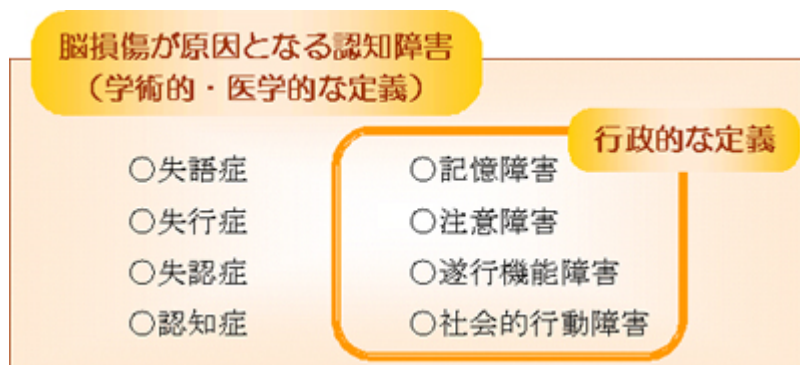 脳損傷が原因となる認知障害
（学術的・医学的な定義）
行政的な定義
○失語症
○失行症
○失認症
○認知症
○記憶障害
○注意障害
○遂行機能障害
○社会的行動障害